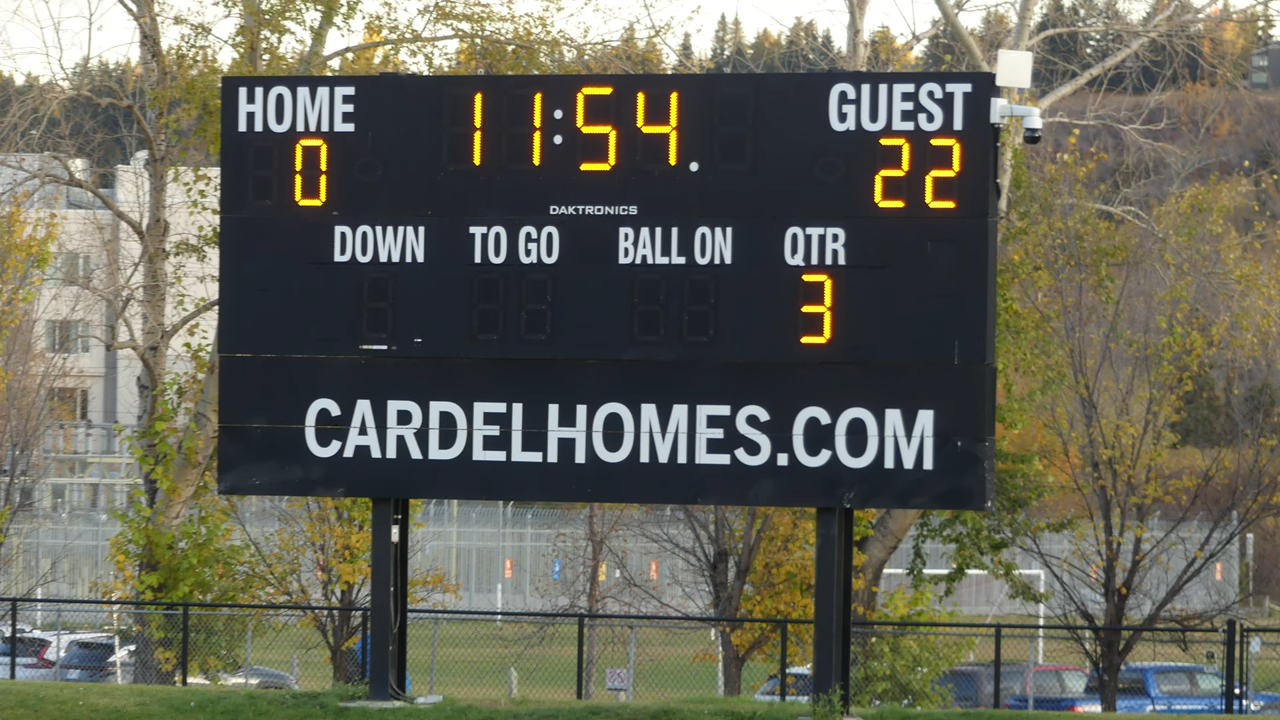 HOME 11:54. GUEST
0 22
DAKTRONICS
DOWN TO GO BALL ON QTR
3
CARDELHOMES.COM